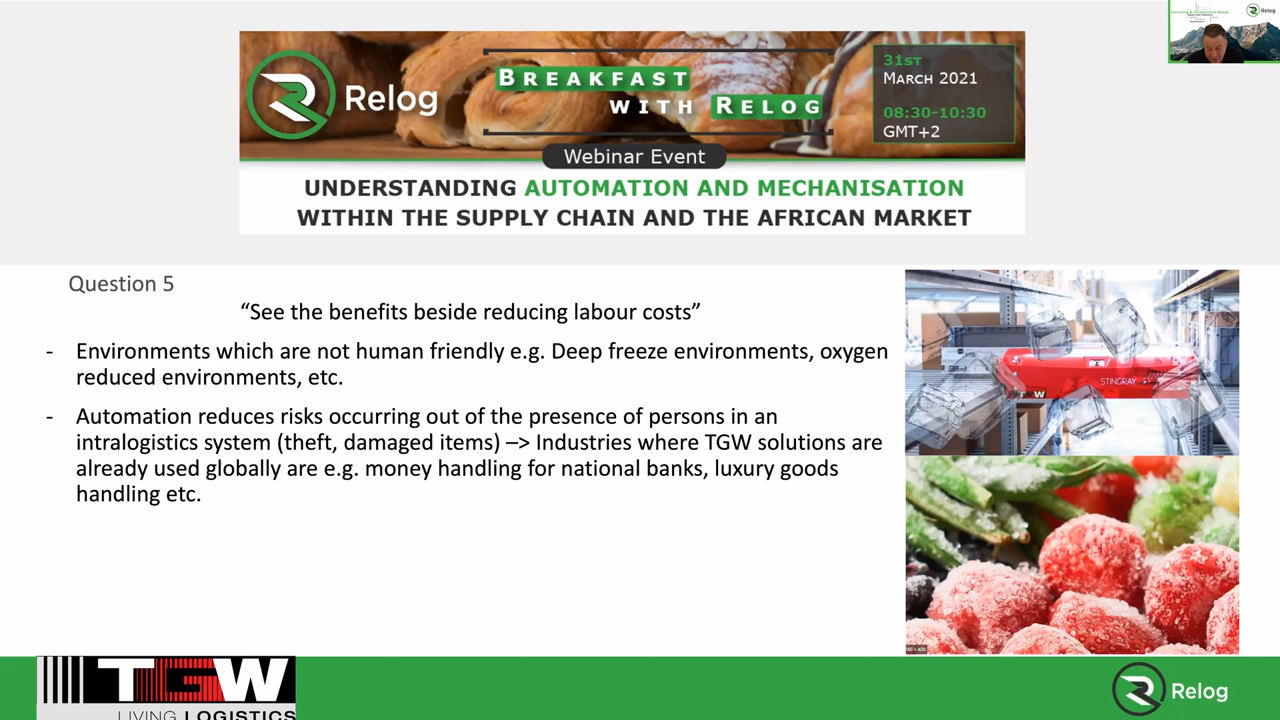 Relog
Relog
BREAKFAST
WITH RELOG
31ST
MARCH 2021
08:30-10:30
GMT+2
Webinar Event
UNDERSTANDING AUTOMATION AND MECHANISATION
WITHIN THE SUPPLY CHAIN AND THE AFRICAN MARKET
Question 5
“See the benefits beside reducing labour costs”
- Environments which are not human friendly e.g. Deep freeze environments, oxygen
reduced environments, etc.
- Automation reduces risks occurring out of the presence of persons in an
intralogistics system (theft, damaged items) –> Industries where TGW solutions are
already used globally are e.g. money handling for national banks, luxury goods
handling etc.
STINGRAY
TGW
LIVING LOGISTICS
Relog